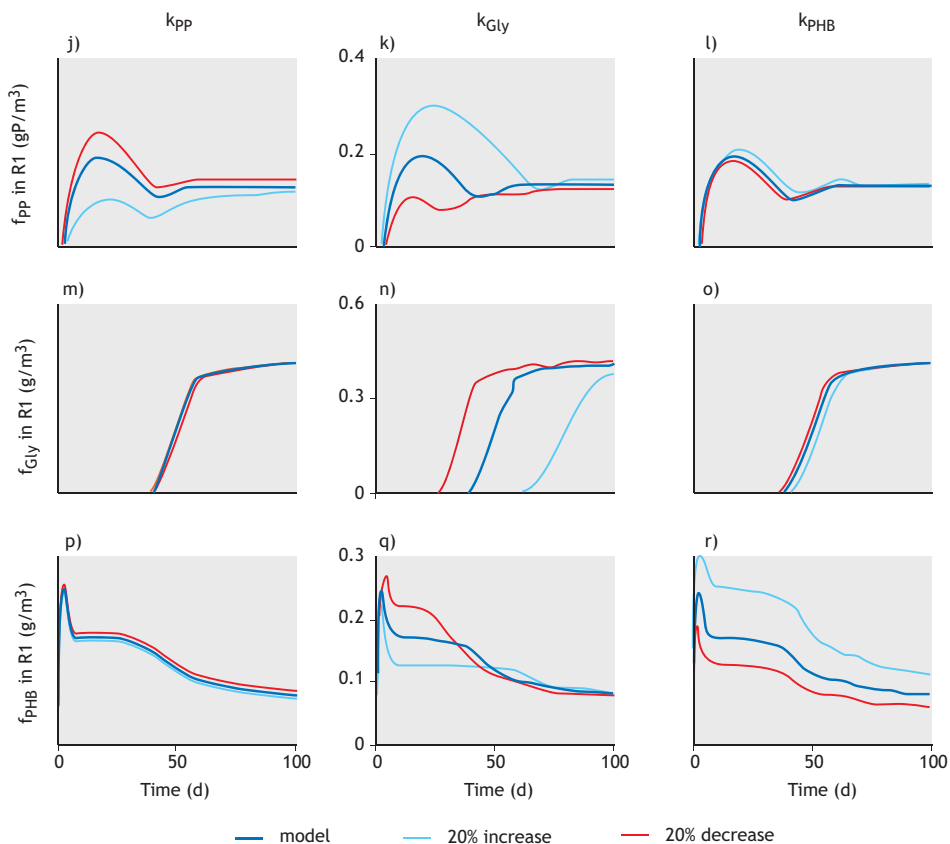 kPP kGly kPHB
j) k) l)
fPP in R1 (gP/m³)
0.4
0.2
0
m) n) o)
fGly in R1 (g/m³)
0.6
0.3
0
p) q) r)
fPHB in R1 (g/m³)
0.3
0.2
0.1
0
0 50 100 0 50 100 0 50 100
Time (d) Time (d) Time (d)
model 20% increase 20% decrease